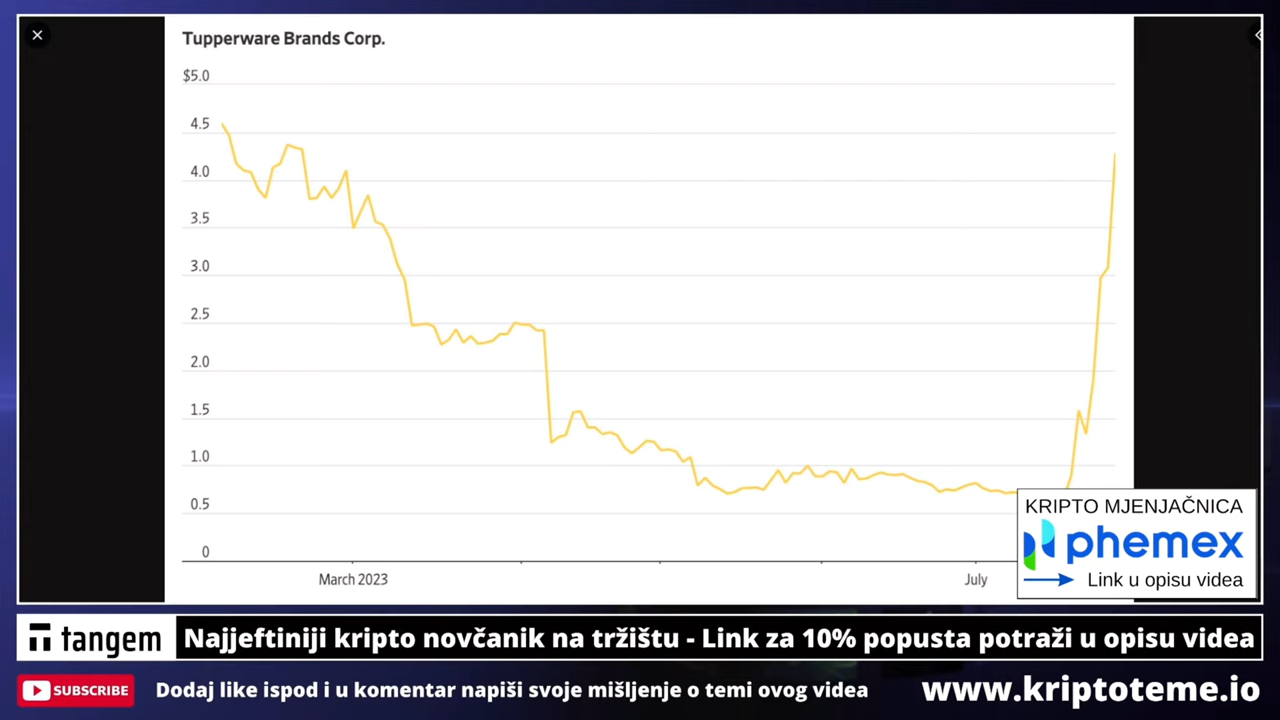 Tupperware Brands Corp.
$5.0
4.5
4.0
3.5
3.0
2.5
2.0
1.5
1.0
0.5
0
March 2023
July
KRIPTO MJENJAČNICA
phemex
Link u opisu videa
tangem
Najjeftiniji kripto novčanik na tržištu - Link za 10% popusta potraži u opisu videa
SUBSCRIBE
Dodaj like ispod i u komentar napiši svoje mišljenje o temi ovog videa
www.kriptoteme.io